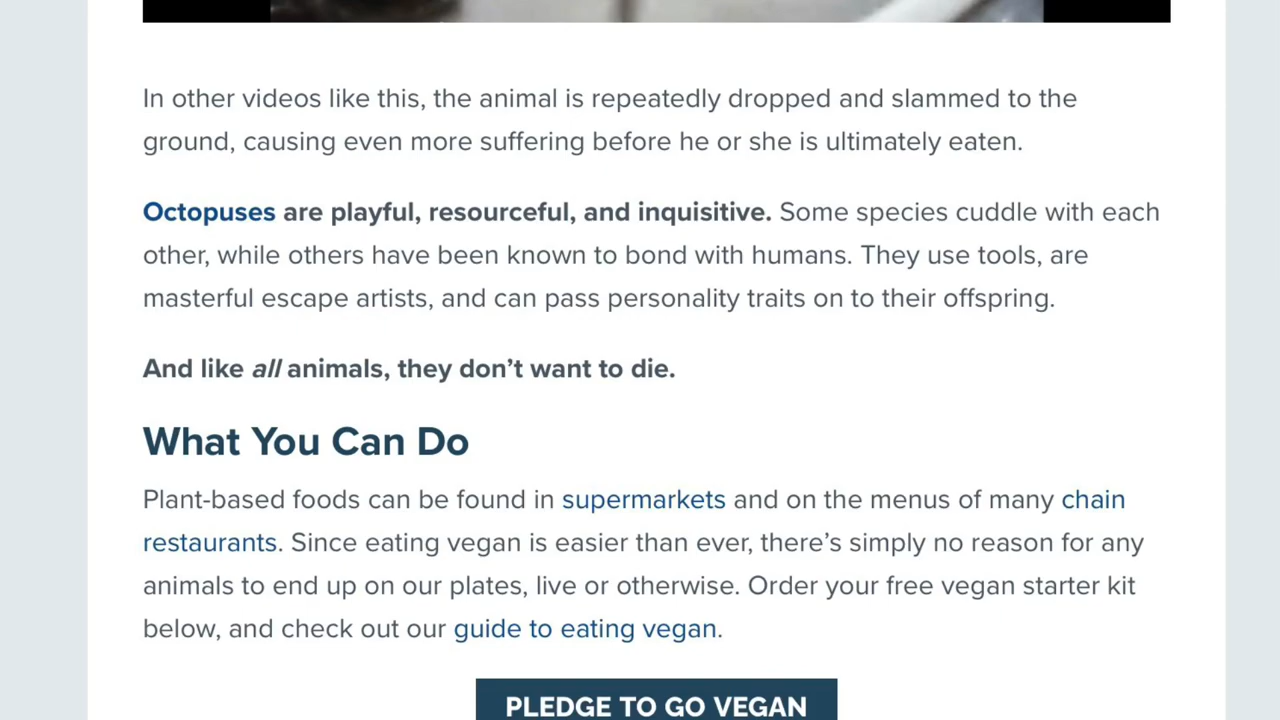 In other videos like this, the animal is repeatedly dropped and slammed to the
ground, causing even more suffering before he or she is ultimately eaten.
Octopuses are playful, resourceful, and inquisitive. Some species cuddle with each
other, while others have been known to bond with humans. They use tools, are
masterful escape artists, and can pass personality traits on to their offspring.
And like all animals, they don’t want to die.
What You Can Do
Plant-based foods can be found in supermarkets and on the menus of many chain
restaurants. Since eating vegan is easier than ever, there’s simply no reason for any
animals to end up on our plates, live or otherwise. Order your free vegan starter kit
below, and check out our guide to eating vegan.
PLEDGE TO GO VEGAN